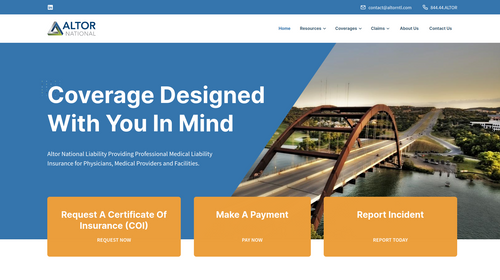 contact@altorntl.com 844.44.ALTOR
ALTOR
NATIONAL
Home Resources Coverages Claims About Us Contact Us
Coverage Designed
With You In Mind
Altor National Liability Providing Professional Medical Liability
Insurance for Physicians, Medical Providers and Facilities.
Request A Certificate Of
Insurance (COI)
REQUEST NOW
Make A Payment
PAY NOW
Report Incident
REPORT TODAY